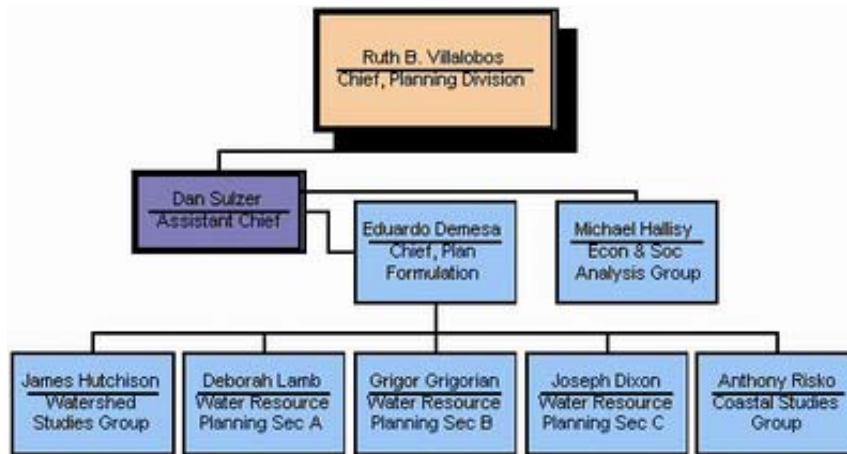 Ruth B. Villalobos
Chief, Planning Division
Dan Sulzer
Assistant Chief
Eduardo Demesa
Chief, Plan
Formulation
Michael Hallisy
Econ & Soc
Analysis Group
James Hutchison
Watershed
Studies Group
Deborah Lamb
Water Resource
Planning Sec A
Grigor Grigorian
Water Resource
Planning Sec B
Joseph Dixon
Water Resource
Planning Sec C
Anthony Risko
Coastal Studies
Group